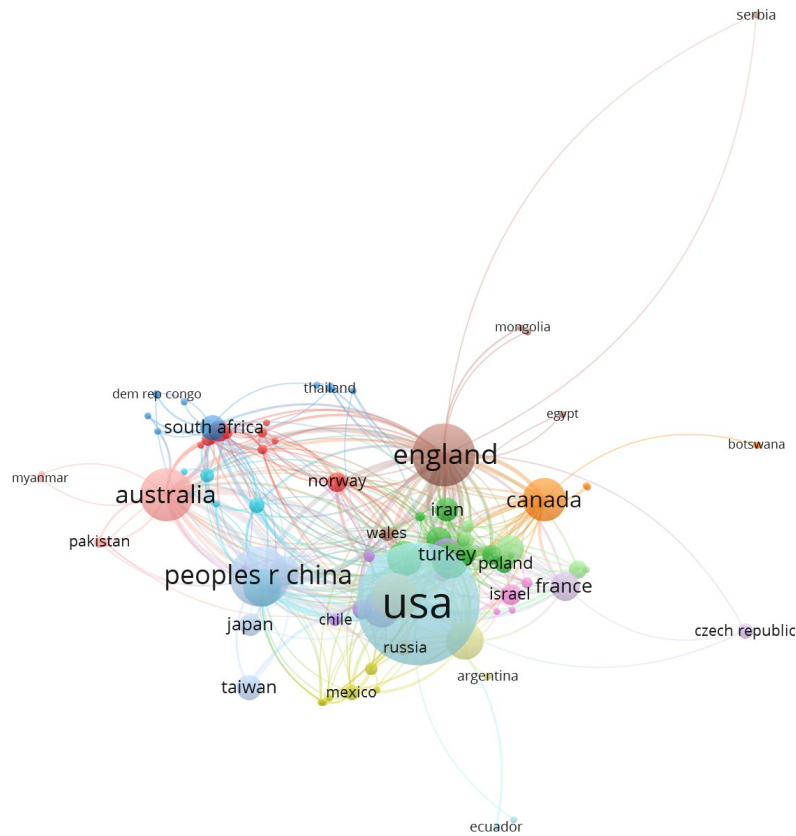 serbia
mongolia
dem rep congo
thailand
egypt
south africa
england
botswana
myanmar
norway
australia
canada
iran
pakistan
wales
turkey
poland
peoples r china
france
israel
usa
japan
chile
czech republic
russia
argentina
taiwan
mexico
ecuador